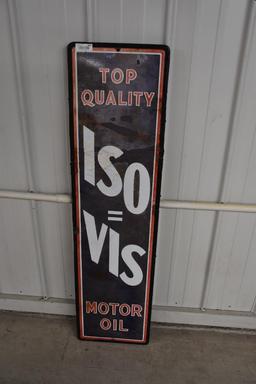 TOP
QUALITY
ISO
=
VIS
MOTOR
OIL